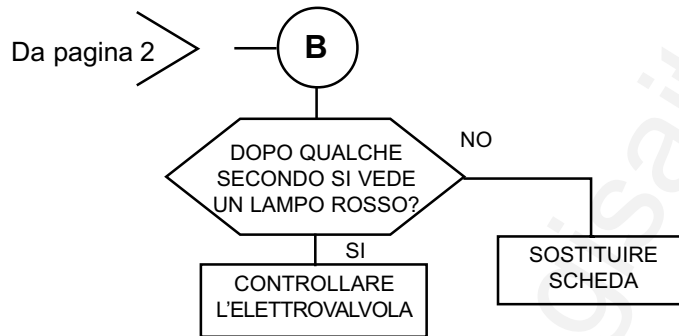 Da pagina 2
B
DOPO QUALCHE
SECONDO SI VEDE
UN LAMPO ROSSO?
NO
SI
CONTROLLARE
L'ELETTROVALVOLA
SOSTITUIRE
SCHEDA